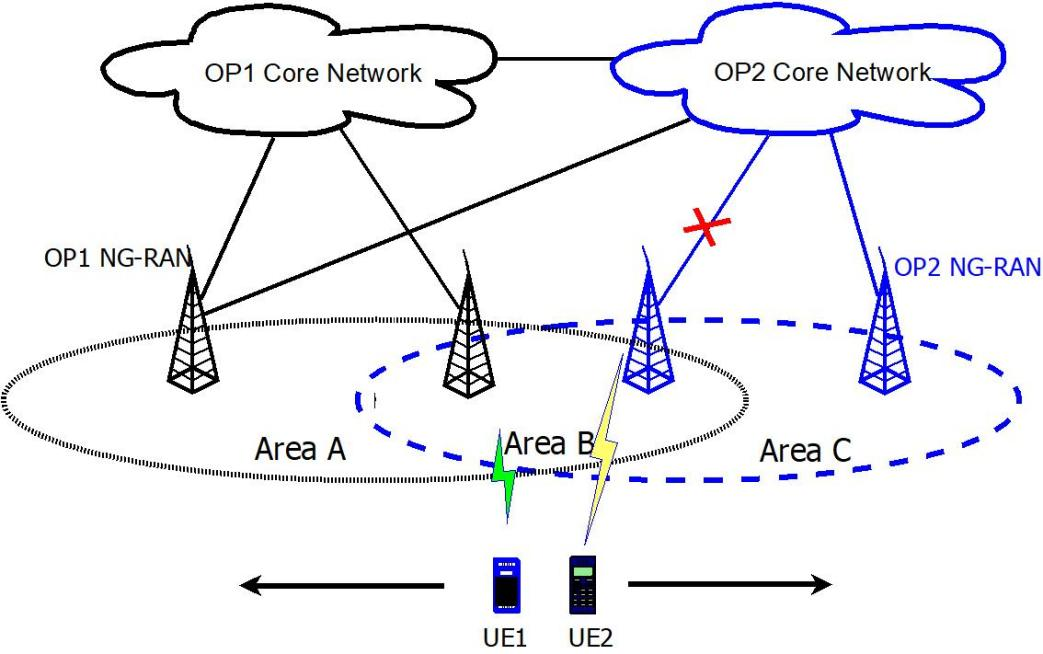 OP1 Core Network
OP2 Core Network
OP1 NG-RAN
OP2 NG-RAN
Area A
Area B
Area C
UE1
UE2